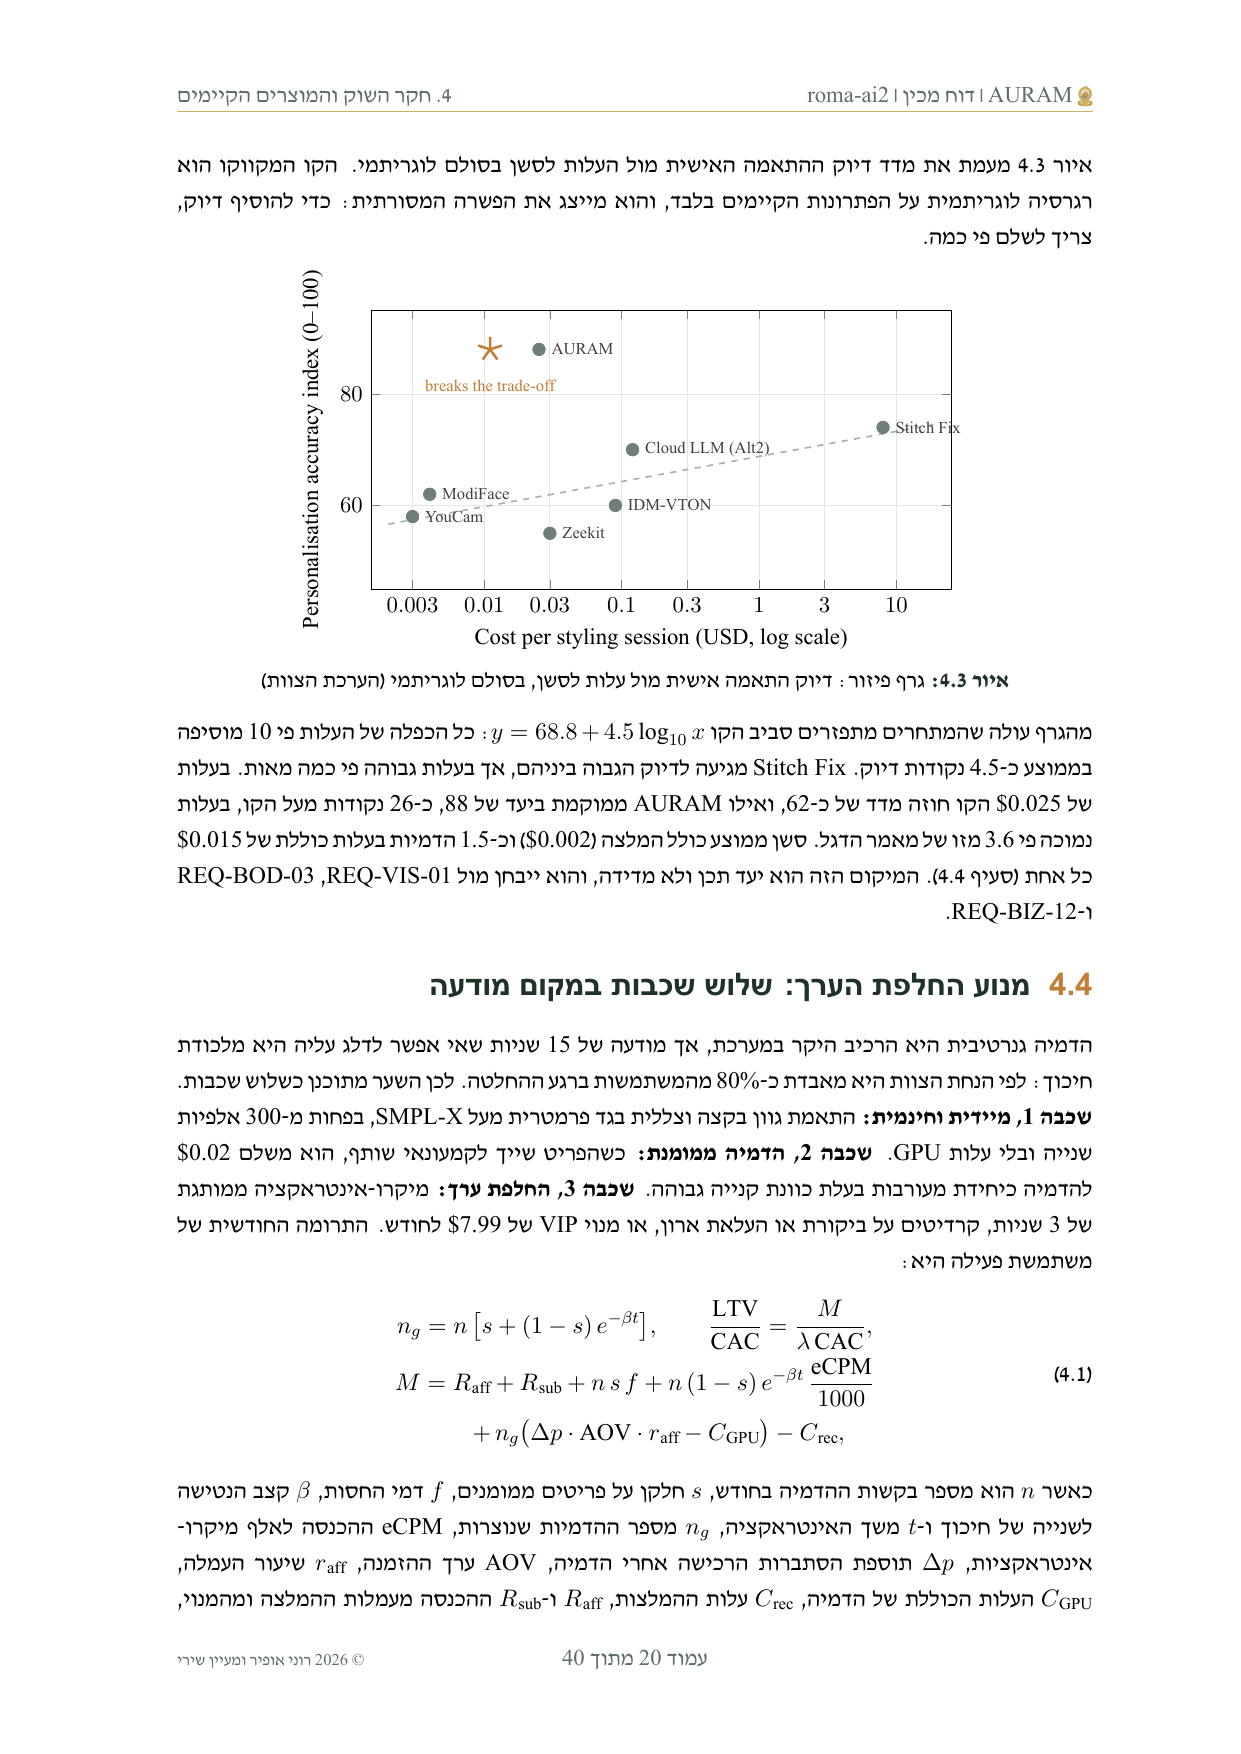 AURAM | דוח מכין | roma-ai2
4. חקר השוק והמוצרים הקיימים
איור 4.3 מעמת את מדד דיוק ההתאמה האישית מול העלות לסשן בסולם לוגריתמי. הקו המקווקו הוא
רגרסיה לוגריתמית על הפתרונות הקיימים בלבד, והוא מייצג את הפשרה המסורתית: כדי להוסיף דיוק,
צריך לשלם פי כמה.
Personalisation accuracy index (0–100)
80
60
AURAM
breaks the trade-off
Stitch Fix
Cloud LLM (Alt2)
ModiFace
IDM-VTON
YouCam
Zeekit
0.003 0.01 0.03 0.1 0.3 1 3 10
Cost per styling session (USD, log scale)
איור 4.3: גרף פיזור: דיוק התאמה אישית מול עלות לסשן, בסולם לוגריתמי (הערכת הצוות)
מהגרף עולה שהמתחרים מתפזרים סביב הקו y = 68.8 + 4.5 log₁₀ x: כל הכפלה של העלות פי 10 מוסיפה
בממוצע כ-4.5 נקודות דיוק. Stitch Fix מגיעה לדיוק הגבוה ביניהם, אך בעלות גבוהה פי כמה מאות. בעלות
של $0.025 הקו חוזה מדד של כ-62, ואילו AURAM ממוקמת ביעד של 88, כ-26 נקודות מעל הקו, בעלות
נמוכה פי 3.6 מזו של מאמר הדגל. סשן ממוצע כולל המלצה ($0.002) וכ-1.5 הדמיות בעלות כוללת של $0.015
כל אחת (סעיף 4.4). המיקום הזה הוא יעד תכן ולא מדידה, והוא ייבחן מול REQ-VIS-01, REQ-BOD-03
ו-REQ-BIZ-12.
4.4 מנוע החלפת הערך: שלוש שכבות במקום מודעה
הדמיה גנרטיבית היא הרכיב היקר במערכת, אך מודעה של 15 שניות שאי אפשר לדלג עליה היא מלכודת
חיכוך: לפי הנחת הצוות היא מאבדת כ-80% מהמשתמשות ברגע ההחלטה. לכן השער מתוכנן כשלוש שכבות.
שכבה 1, מיידית וחינמית: התאמת גוון בקצה וצללית בגד פרמטרית מעל SMPL-X, בפחות מ-300 אלפיות
שנייה ובלי עלות GPU. שכבה 2, הדמיה ממומנת: כשהפריט שייך לקמעונאי שותף, הוא משלם $0.02
להדמיה כיחידת מעורבות בעלת כוונת קנייה גבוהה. שכבה 3, החלפת ערך: מיקרו-אינטראקציה ממותגת
של 3 שניות, קרדיטים על ביקורת או העלאת ארון, או מנוי VIP של $7.99 לחודש. התרומה החודשית של
משתמשת פעילה היא:
n_g = n [s + (1 − s) e^{−βt}], LTV/CAC = M/(λ CAC),
M = R_aff + R_sub + n s f + n (1 − s) e^{−βt} eCPM/1000 (4.1)
+ n_g(Δp · AOV · r_aff − C_GPU) − C_rec,
כאשר n הוא מספר בקשות ההדמיה בחודש, s חלקן על פריטים ממומנים, f דמי החסות, β קצב הנטישה
לשנייה של חיכוך ו-t משך האינטראקציה, n_g מספר ההדמיות שנוצרות, eCPM ההכנסה לאלף מיקרו-
אינטראקציות, Δp תוספת הסתברות הרכישה אחרי הדמיה, AOV ערך ההזמנה, r_aff שיעור העמלה,
C_GPU העלות הכוללת של הדמיה, C_rec עלות ההמלצות, R_aff ו-R_sub ההכנסה מעמלות ההמלצה ומהמנוי,
עמוד 20 מתוך 40
© 2026 רוני אופיר ומעיין שירי